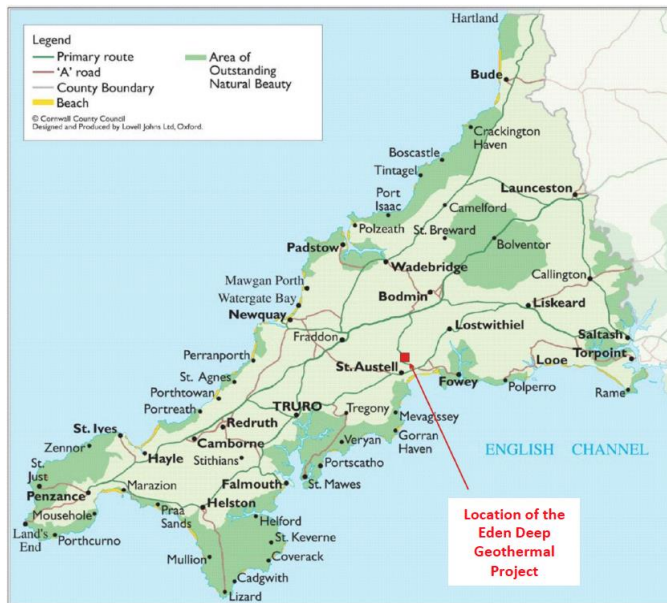 Hartland
Legend
Primary route
'A' road
County Boundary
Beach
Area of
Outstanding
Natural Beauty
© Cornwall County Council
Designed and Produced by Lovell Johns Ltd, Oxford.
Bude
Crackington
Haven
Boscastle
Tintagel
Launceston
Port
Isaac
Camelford
Polzeath
St. Breward
Padstow
Bolventor
Wadebridge
Callington
Mawgan Porth
Bodmin
Watergate Bay
Liskeard
Newquay
Lostwithiel
Fraddon
Saltash
Perranporth
Torpoint
St. Austell
Looe
St. Agnes
Fowey
Polperro
Rame
Porthtowan
Portreath
TRURO
Tregony
Mevagissey
St. Ives
Redruth
Gorran
Haven
Zennor
Camborne
Veryan
ENGLISH CHANNEL
Hayle
Stithians
Portscatho
St.
Just
Falmouth
St. Mawes
Marazion
Penzance
Helston
Location of the
Eden Deep
Geothermal
Project
Mousehole
Praa
Sands
Helford
Land's
End
Porthcurno
St. Keverne
Mullion
Coverack
Cadgwith
Lizard